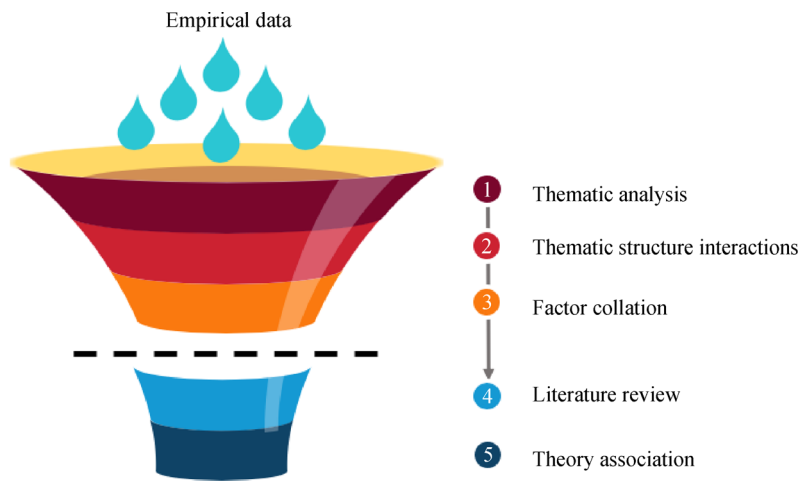 Empirical data
1 Thematic analysis
2 Thematic structure interactions
3 Factor collation
4 Literature review
5 Theory association